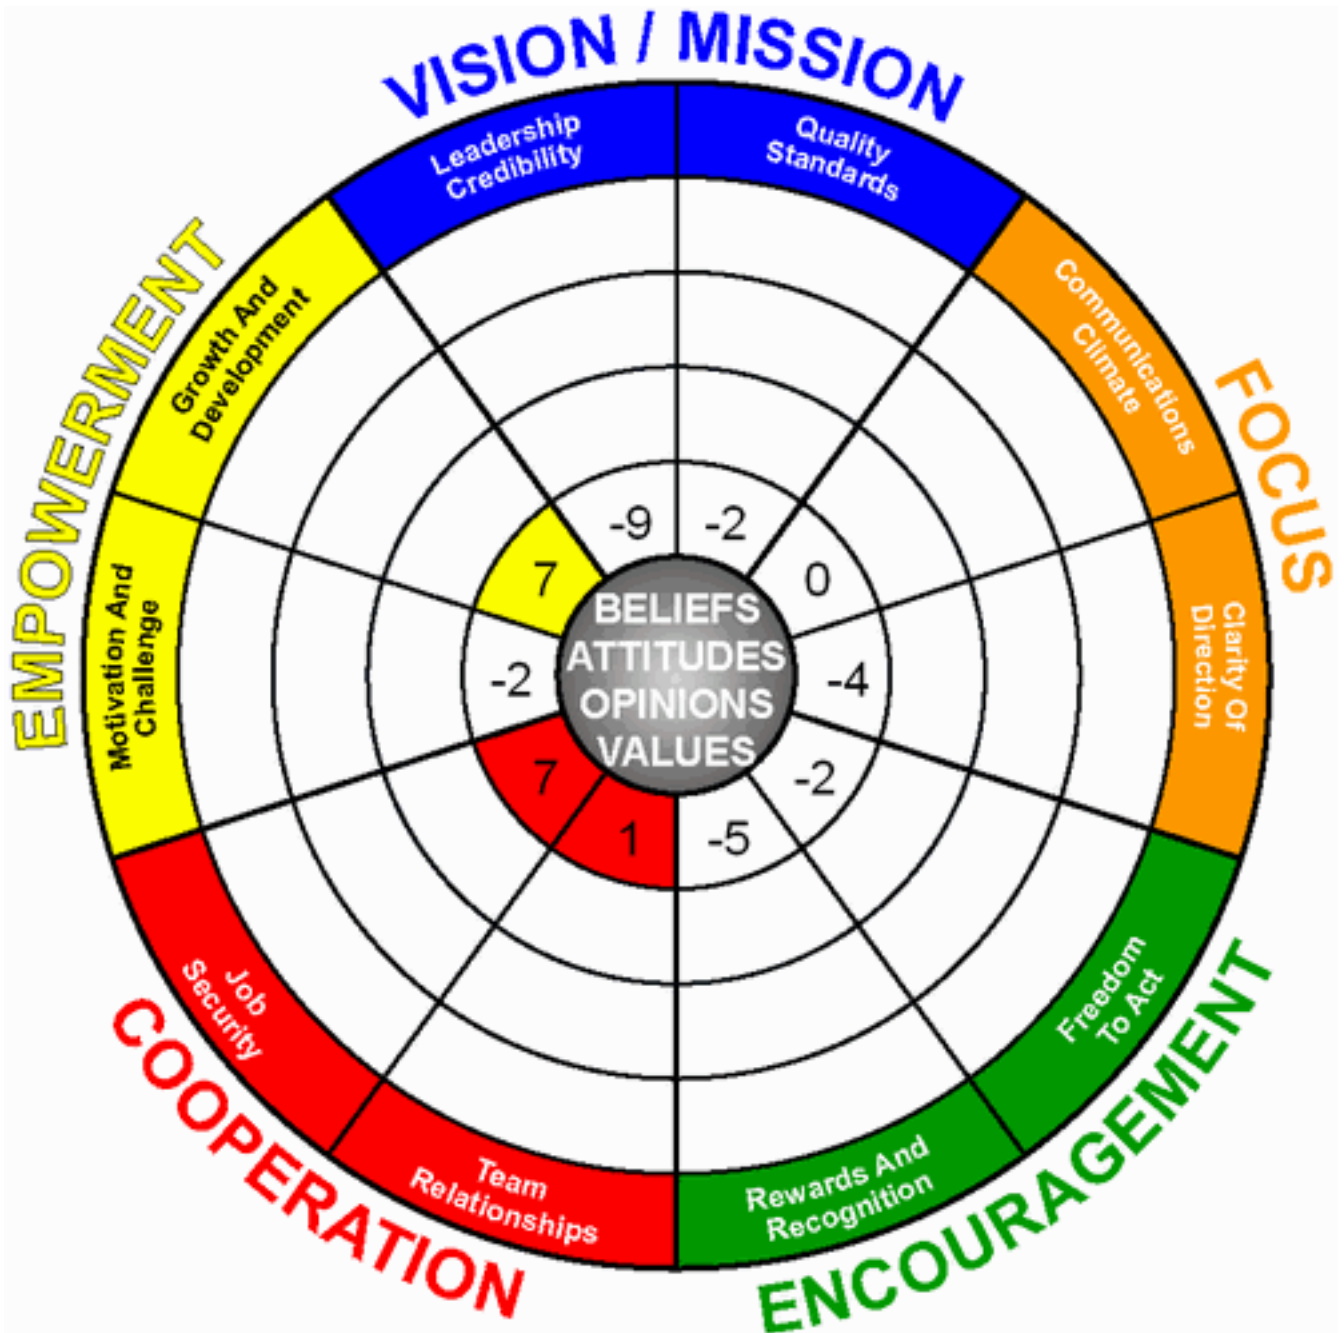 VISION / MISSION
Leadership
Credibility
Quality
Standards
EMPOWERMENT
Growth And
Development
Motivation And
Challenge
FOCUS
Communications
Climate
Clarity Of
Direction
-9
-2
7
0
-2
-4
7
-2
1
-5
BELIEFS
ATTITUDES
OPINIONS
VALUES
COOPERATION
Job
Security
Team
Relationships
ENCOURAGEMENT
Freedom
To Act
Rewards And
Recognition